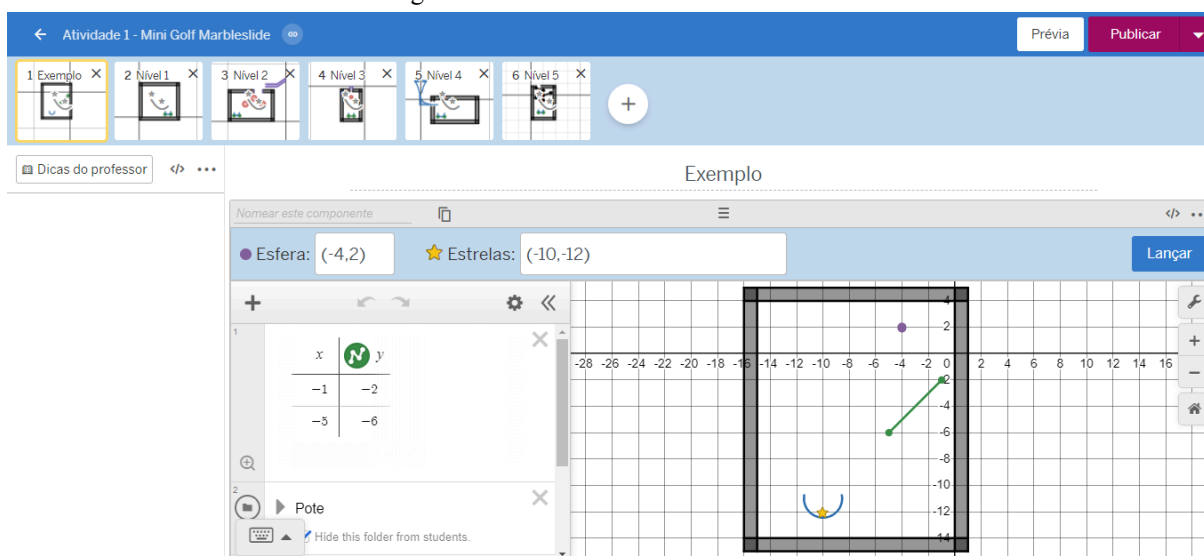 Atividade 1 - Mini Golf Marbleslide
Prévia
Publicar
1 Exemplo
2 Nível 1
3 Nível 2
4 Nível 3
5 Nível 4
6 Nível 5
Dicas do professor
Exemplo
Nomear este componente
Esfera: (-4,2)
Estrelas: (-10,-12)
Lançar
1
x y
−1 −2
−5 −6
2
Pote
Hide this folder from students.
4
2
-28 -26 -24 -22 -20 -18 -16 -14 -12 -10 -8 -6 -4 -2 0 2 4 6 8 10 12 14 16
-2
-4
-6
-8
-10
-12
-14